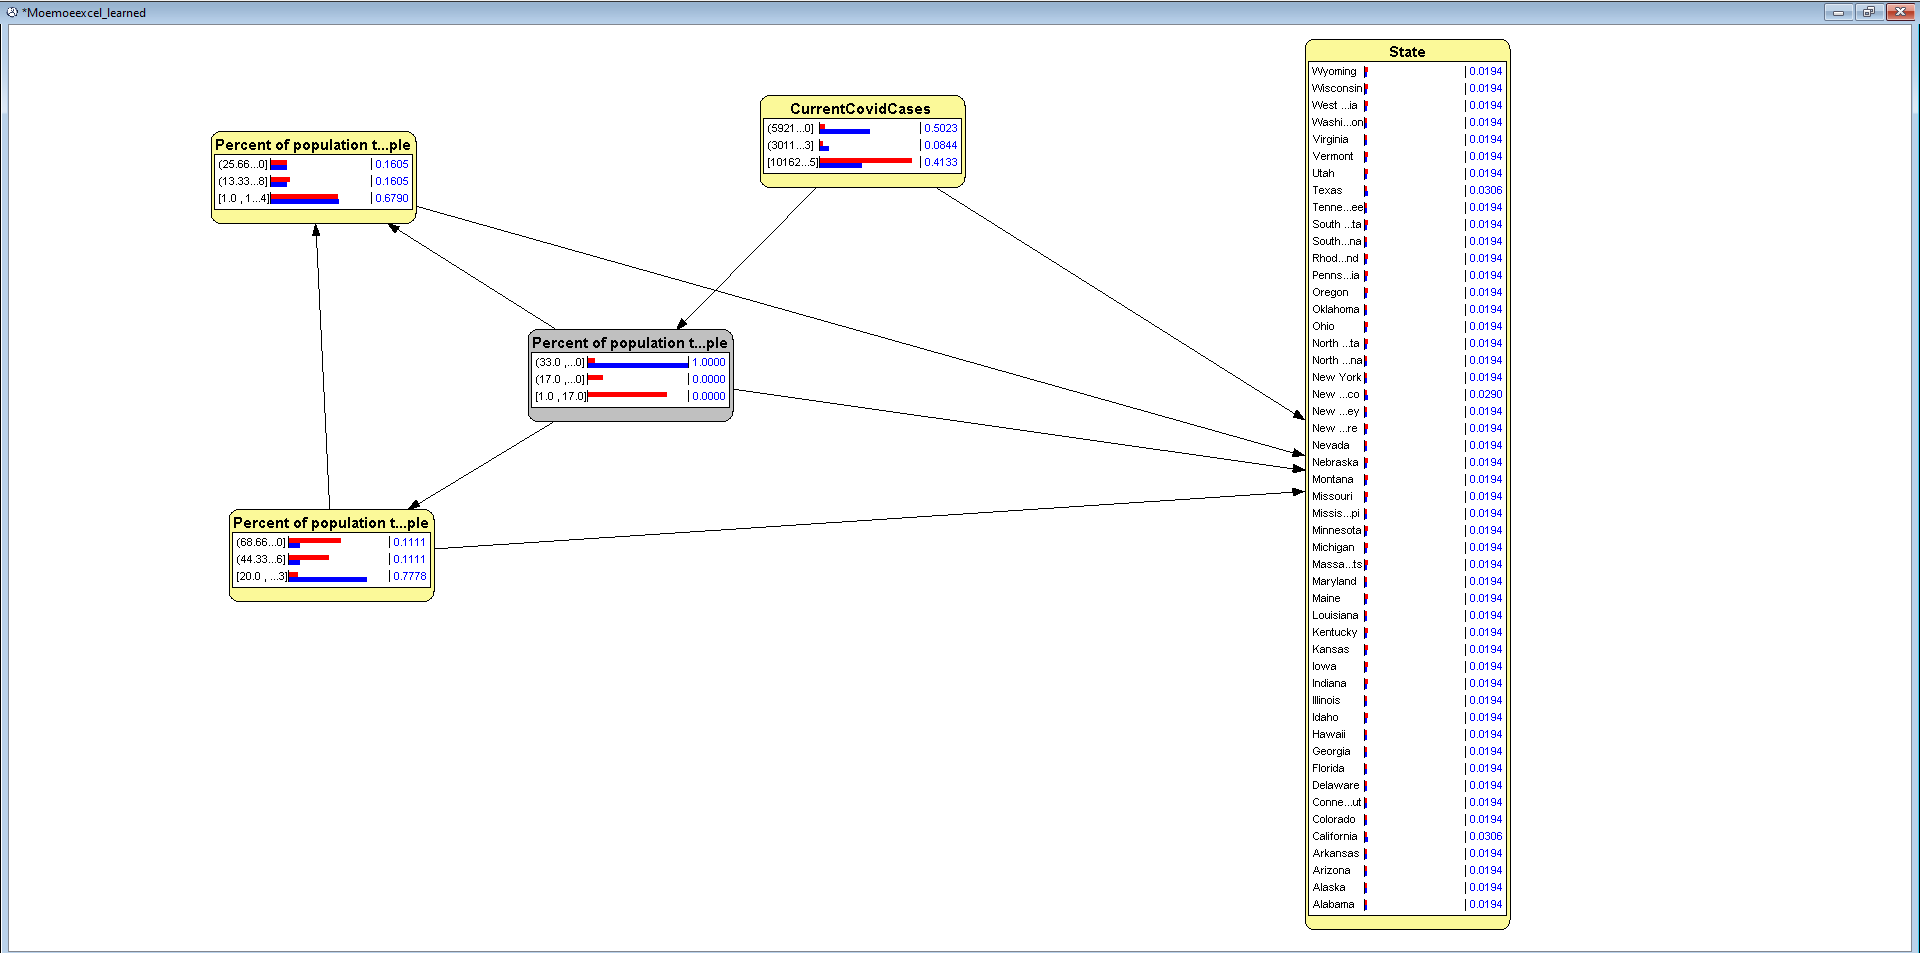 *Moemoeexcel_learned
Percent of population t...ple
(25.66...0] 0.1605
(13.33...8] 0.1605
[1.0 , 1...4] 0.6790
CurrentCovidCases
(5921...0] 0.5023
(3011...3] 0.0844
[10162...5] 0.4133
Percent of population t...ple
(33.0 ,...0] 1.0000
(17.0 ,...0] 0.0000
[1.0 , 17.0] 0.0000
Percent of population t...ple
(68.66...0] 0.1111
(44.33...6] 0.1111
[20.0 , ...3] 0.7778
State
Wyoming 0.0194
Wisconsin 0.0194
West ...ia 0.0194
Washi...on 0.0194
Virginia 0.0194
Vermont 0.0194
Utah 0.0194
Texas 0.0306
Tenne...ee 0.0194
South ...ta 0.0194
South...na 0.0194
Rhod...nd 0.0194
Penns...ia 0.0194
Oregon 0.0194
Oklahoma 0.0194
Ohio 0.0194
North ...ta 0.0194
North ...na 0.0194
New York 0.0194
New ...co 0.0290
New ...ey 0.0194
New ...re 0.0194
Nevada 0.0194
Nebraska 0.0194
Montana 0.0194
Missouri 0.0194
Missis...pi 0.0194
Minnesota 0.0194
Michigan 0.0194
Massa...ts 0.0194
Maryland 0.0194
Maine 0.0194
Louisiana 0.0194
Kentucky 0.0194
Kansas 0.0194
Iowa 0.0194
Indiana 0.0194
Illinois 0.0194
Idaho 0.0194
Hawaii 0.0194
Georgia 0.0194
Florida 0.0194
Delaware 0.0194
Conne...ut 0.0194
Colorado 0.0194
California 0.0306
Arkansas 0.0194
Arizona 0.0194
Alaska 0.0194
Alabama 0.0194